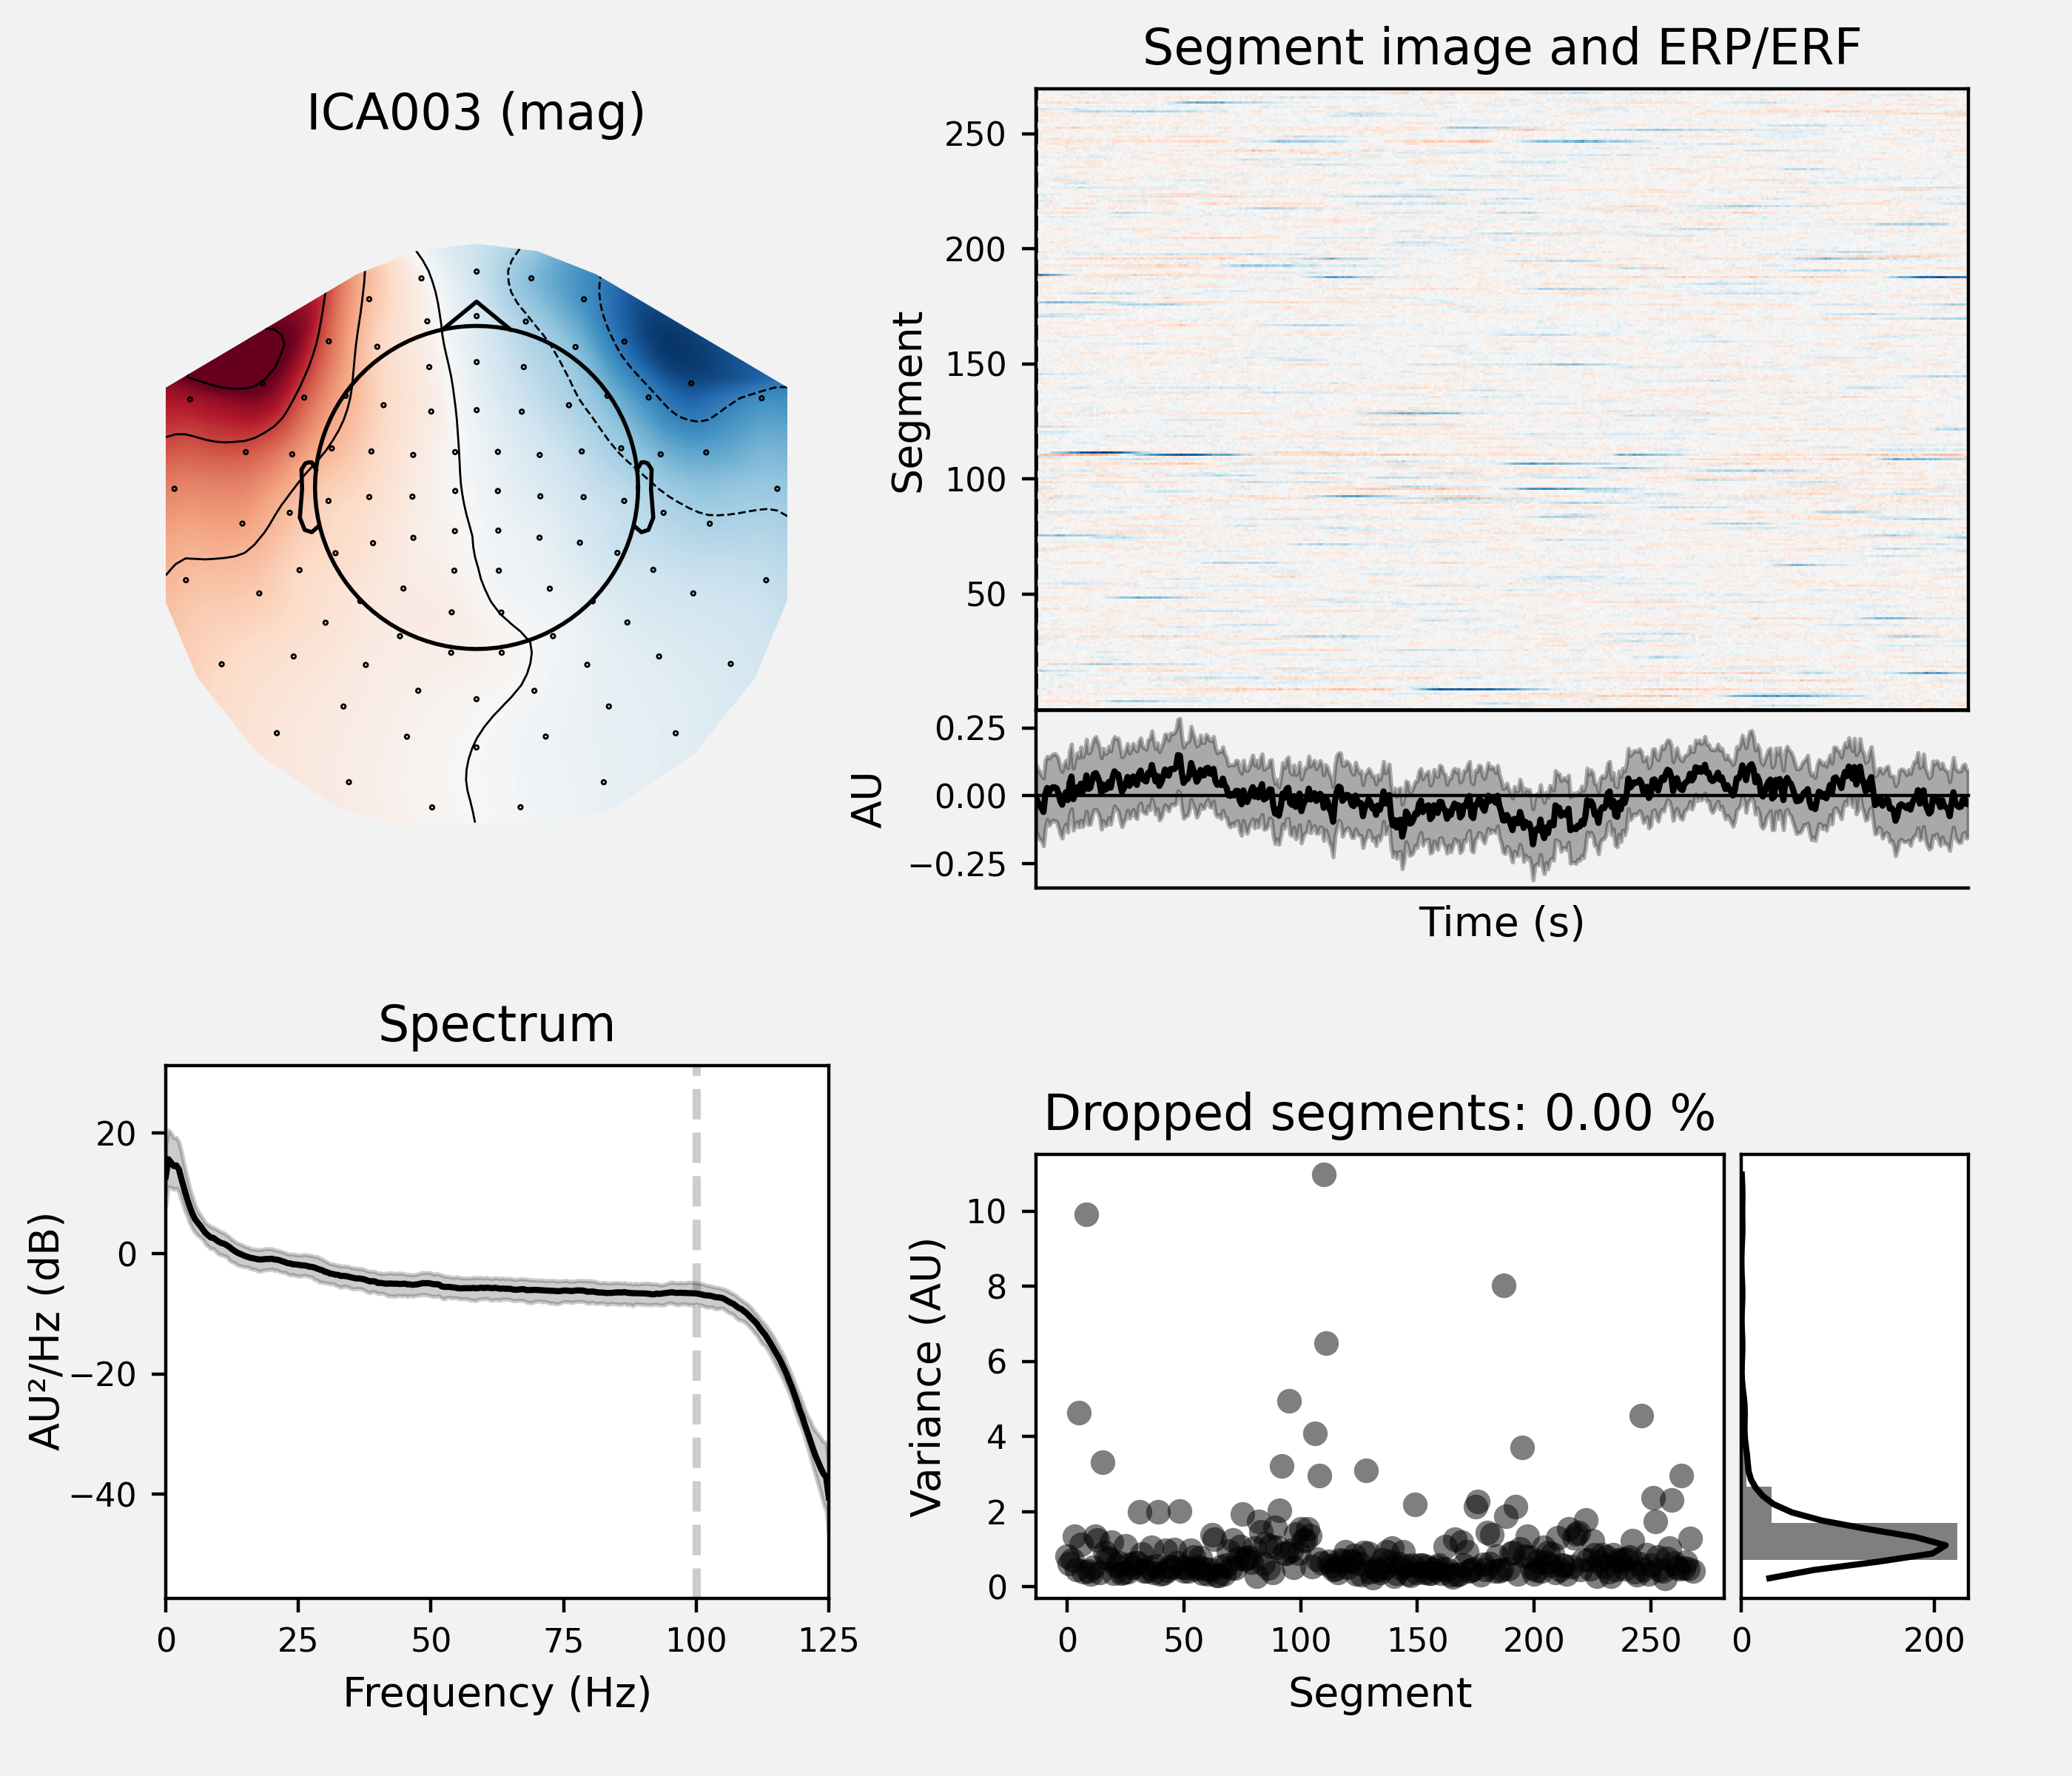 ICA003 (mag)
Segment image and ERP/ERF
Segment
250
200
150
100
50
AU
0.25
0.00
−0.25
Time (s)
Spectrum
AU²/Hz (dB)
20
0
−20
−40
0 25 50 75 100 125
Frequency (Hz)
Dropped segments: 0.00 %
Variance (AU)
10
8
6
4
2
0
0 50 100 150 200 250
0 200
Segment